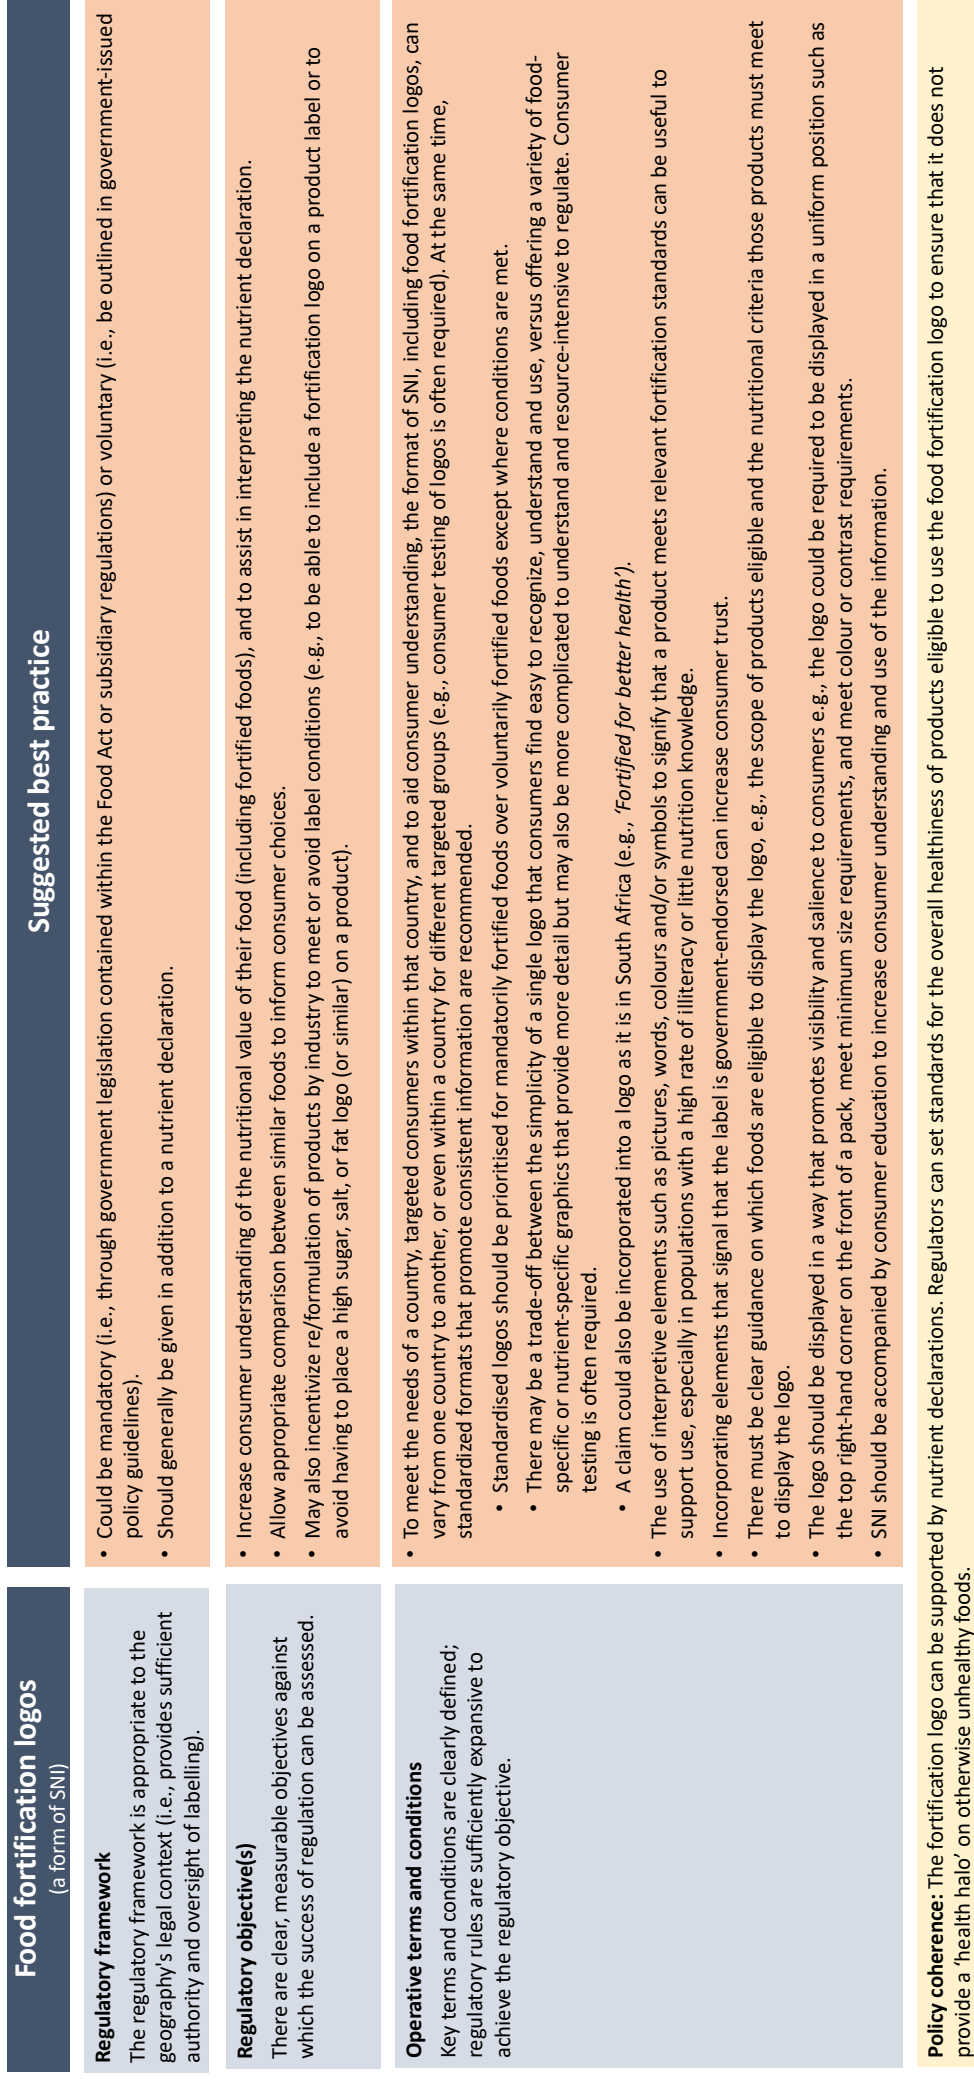 Food fortification logos
(a form of SNI)
Suggested best practice
Regulatory framework
The regulatory framework is appropriate to the
geography's legal context (i.e., provides sufficient
authority and oversight of labelling).
• Could be mandatory (i.e., through government legislation contained within the Food Act or subsidiary regulations) or voluntary (i.e., be outlined in government-issued
policy guidelines).
• Should generally be given in addition to a nutrient declaration.
Regulatory objective(s)
There are clear, measurable objectives against
which the success of regulation can be assessed.
• Increase consumer understanding of the nutritional value of their food (including fortified foods), and to assist in interpreting the nutrient declaration.
• Allow appropriate comparison between similar foods to inform consumer choices.
• May also incentivize re/formulation of products by industry to meet or avoid label conditions (e.g., to be able to include a fortification logo on a product label or to
avoid having to place a high sugar, salt, or fat logo (or similar) on a product).
Operative terms and conditions
Key terms and conditions are clearly defined;
regulatory rules are sufficiently expansive to
achieve the regulatory objective.
• To meet the needs of a country, targeted consumers within that country, and to aid consumer understanding, the format of SNI, including food fortification logos, can
vary from one country to another, or even within a country for different targeted groups (e.g., consumer testing of logos is often required). At the same time,
standardized formats that promote consistent information are recommended.
• Standardised logos should be prioritised for mandatorily fortified foods over voluntarily fortified foods except where conditions are met.
• There may be a trade-off between the simplicity of a single logo that consumers find easy to recognize, understand and use, versus offering a variety of food-
specific or nutrient-specific graphics that provide more detail but may also be more complicated to understand and resource-intensive to regulate. Consumer
testing is often required.
• A claim could also be incorporated into a logo as it is in South Africa (e.g., 'Fortified for better health').
• The use of interpretive elements such as pictures, words, colours and/or symbols to signify that a product meets relevant fortification standards can be useful to
support use, especially in populations with a high rate of illiteracy or little nutrition knowledge.
• Incorporating elements that signal that the label is government-endorsed can increase consumer trust.
• There must be clear guidance on which foods are eligible to display the logo, e.g., the scope of products eligible and the nutritional criteria those products must meet
to display the logo.
• The logo should be displayed in a way that promotes visibility and salience to consumers e.g., the logo could be required to be displayed in a uniform position such as
the top right-hand corner on the front of a pack, meet minimum size requirements, and meet colour or contrast requirements.
• SNI should be accompanied by consumer education to increase consumer understanding and use of the information.
Policy coherence: The fortification logo can be supported by nutrient declarations. Regulators can set standards for the overall healthiness of products eligible to use the food fortification logo to ensure that it does not
provide a 'health halo' on otherwise unhealthy foods.